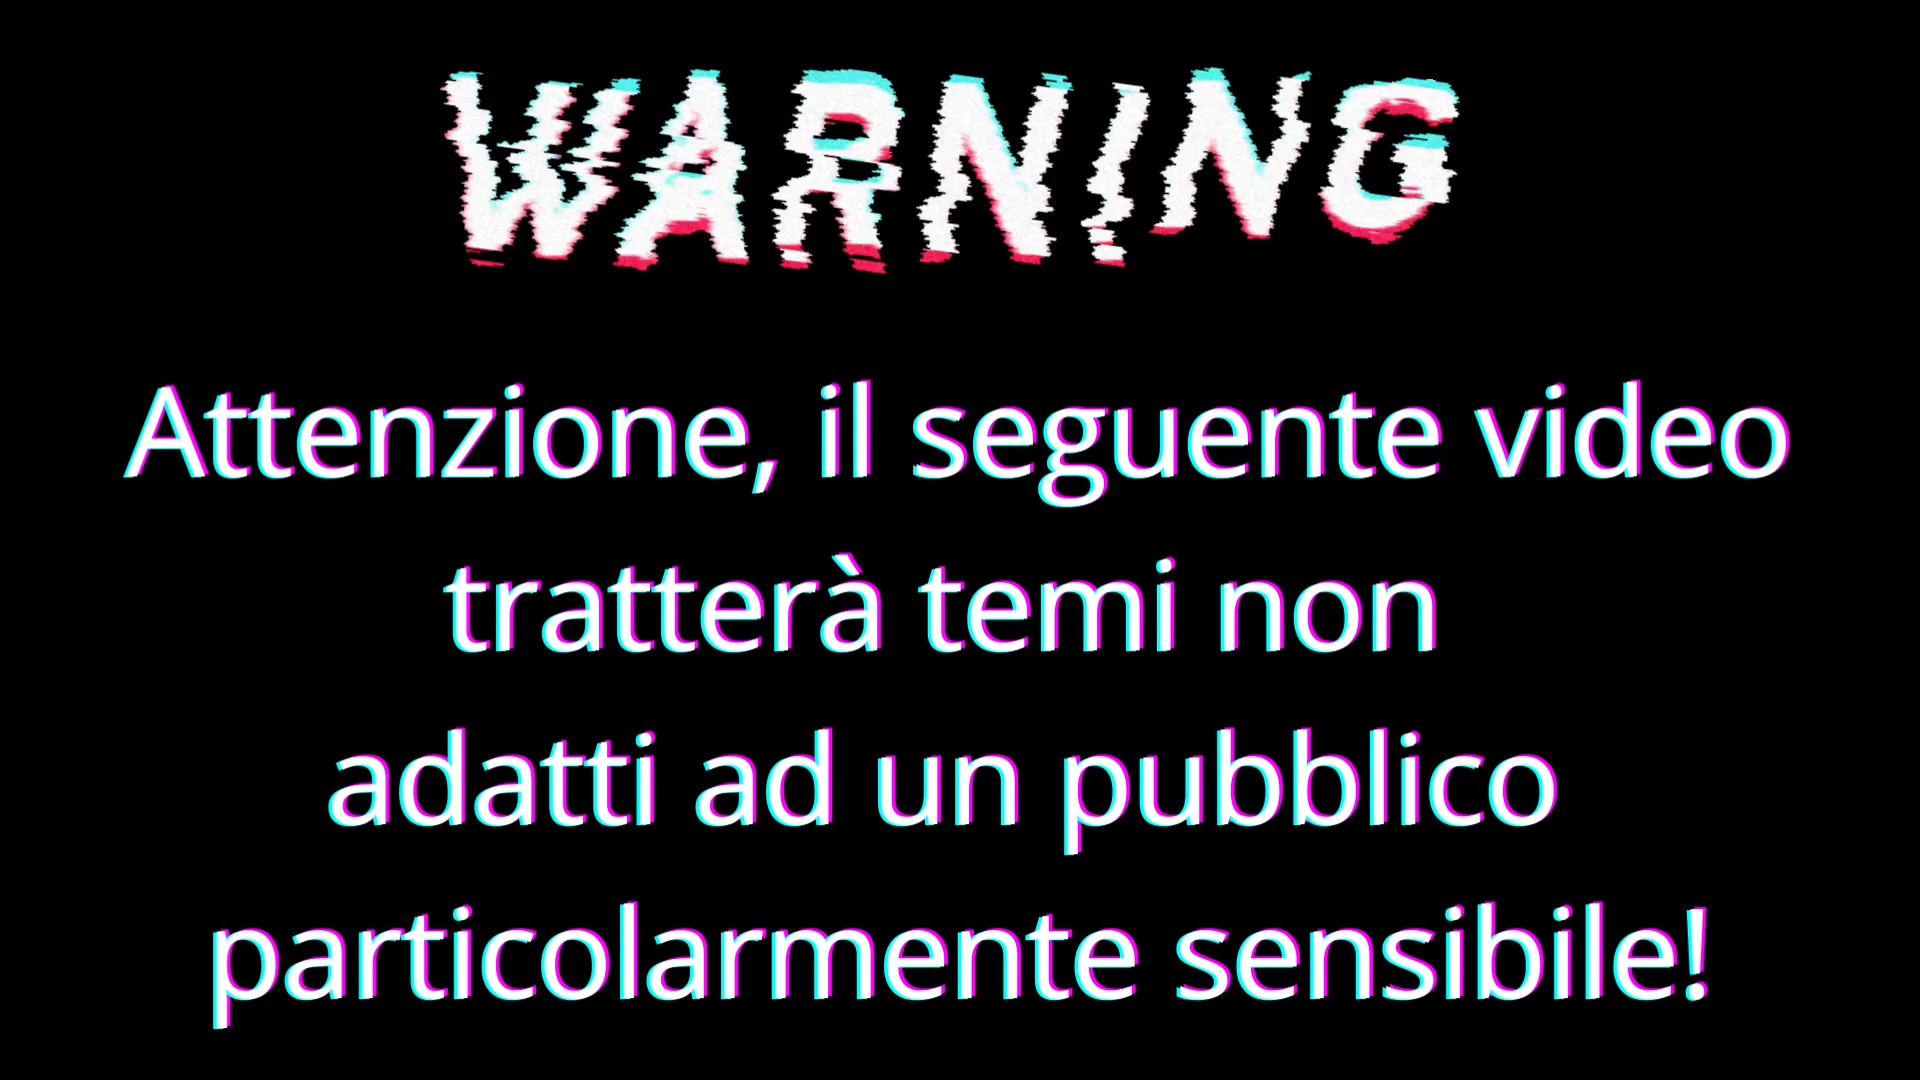 WARNING
Attenzione, il seguente video
tratterà temi non
adatti ad un pubblico
particolarmente sensibile!